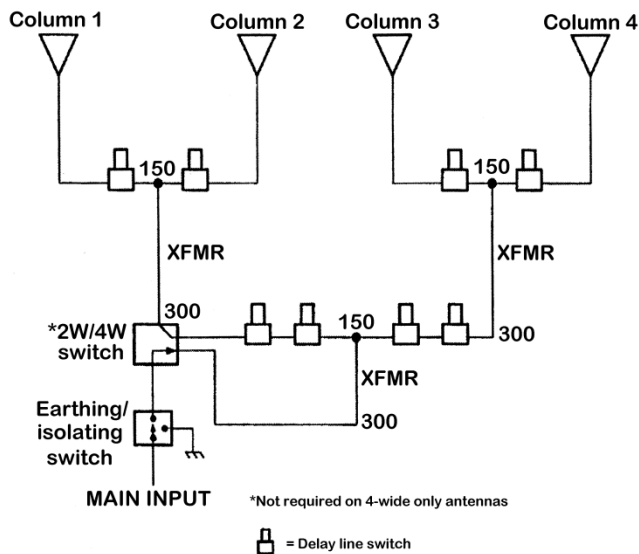 Column 1
Column 2
Column 3
Column 4
150
150
XFMR
XFMR
300
*2W/4W
switch
150
300
XFMR
300
Earthing/
isolating
switch
MAIN INPUT
*Not required on 4-wide only antennas
= Delay line switch